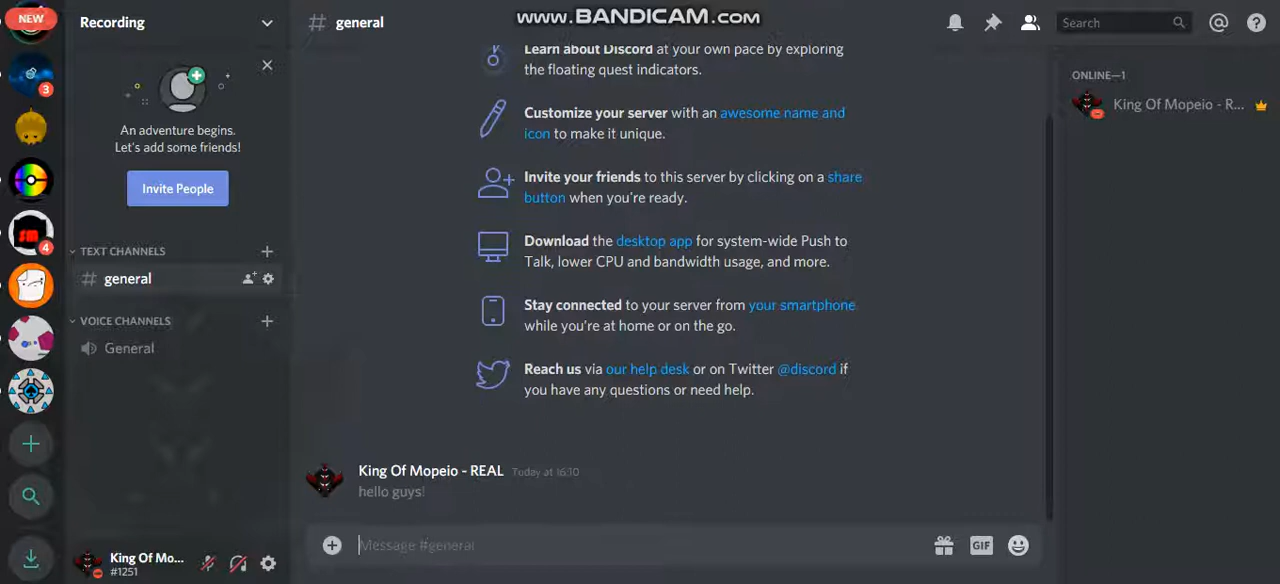 NEW
Recording
# general
www.BANDICAM.com
Search
3
4
An adventure begins.
Let's add some friends!
Invite People
TEXT CHANNELS
# general
VOICE CHANNELS
General
King Of Mo...
#1251
Learn about Discord at your own pace by exploring
the floating quest indicators.
Customize your server with an awesome name and
icon to make it unique.
Invite your friends to this server by clicking on a share
button when you're ready.
Download the desktop app for system-wide Push to
Talk, lower CPU and bandwidth usage, and more.
Stay connected to your server from your smartphone
while you're at home or on the go.
Reach us via our help desk or on Twitter @discord if
you have any questions or need help.
King Of Mopeio - REAL Today at 16:10
hello guys!
Message #general
GIF
ONLINE—1
King Of Mopeio - R...